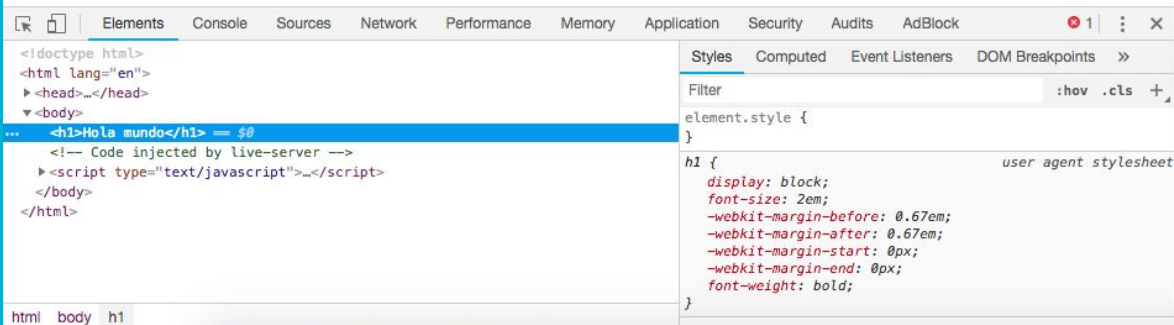 Elements Console Sources Network Performance Memory Application Security Audits AdBlock 1
<!doctype html>
<html lang="en">
<head>…</head>
<body>
... <h1>Hola mundo</h1> == $0
<!-- Code injected by live-server -->
<script type="text/javascript">…</script>
</body>
</html>
html body h1
Styles Computed Event Listeners DOM Breakpoints »
Filter :hov .cls +
element.style {
}
h1 { user agent stylesheet
display: block;
font-size: 2em;
-webkit-margin-before: 0.67em;
-webkit-margin-after: 0.67em;
-webkit-margin-start: 0px;
-webkit-margin-end: 0px;
font-weight: bold;
}